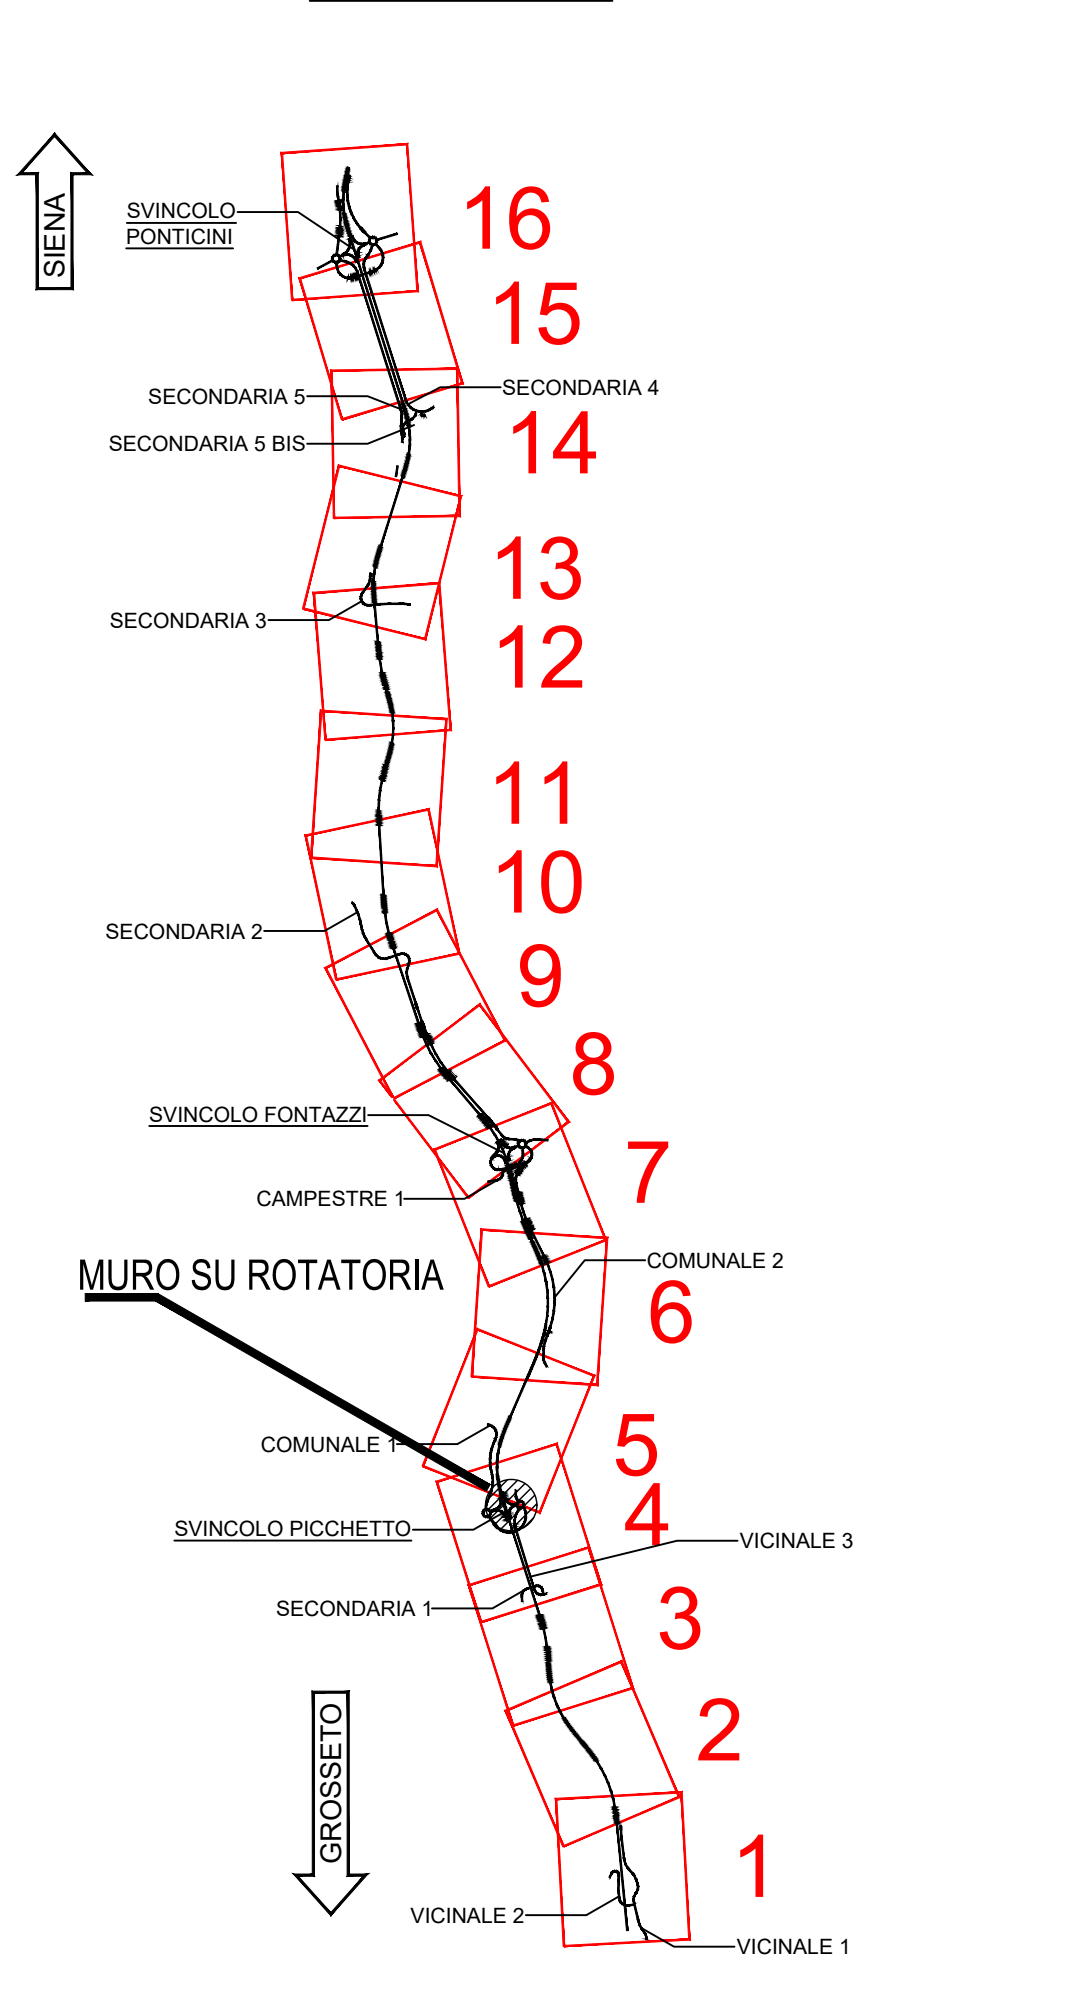 SIENA
SVINCOLO
PONTICINI
16
15
SECONDARIA 5
SECONDARIA 4
SECONDARIA 5 BIS
14
13
SECONDARIA 3
12
11
10
SECONDARIA 2
9
8
SVINCOLO FONTAZZI
7
CAMPESTRE 1
COMUNALE 2
MURO SU ROTATORIA
6
COMUNALE 1
5
4
SVINCOLO PICCHETTO
VICINALE 3
SECONDARIA 1
3
2
GROSSETO
1
VICINALE 2
VICINALE 1